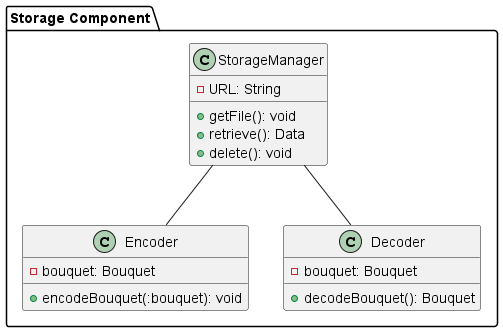 Storage Component
C StorageManager
URL: String
getFile(): void
retrieve(): Data
delete(): void
C Encoder
bouquet: Bouquet
encodeBouquet(:bouquet): void
C Decoder
bouquet: Bouquet
decodeBouquet(): Bouquet